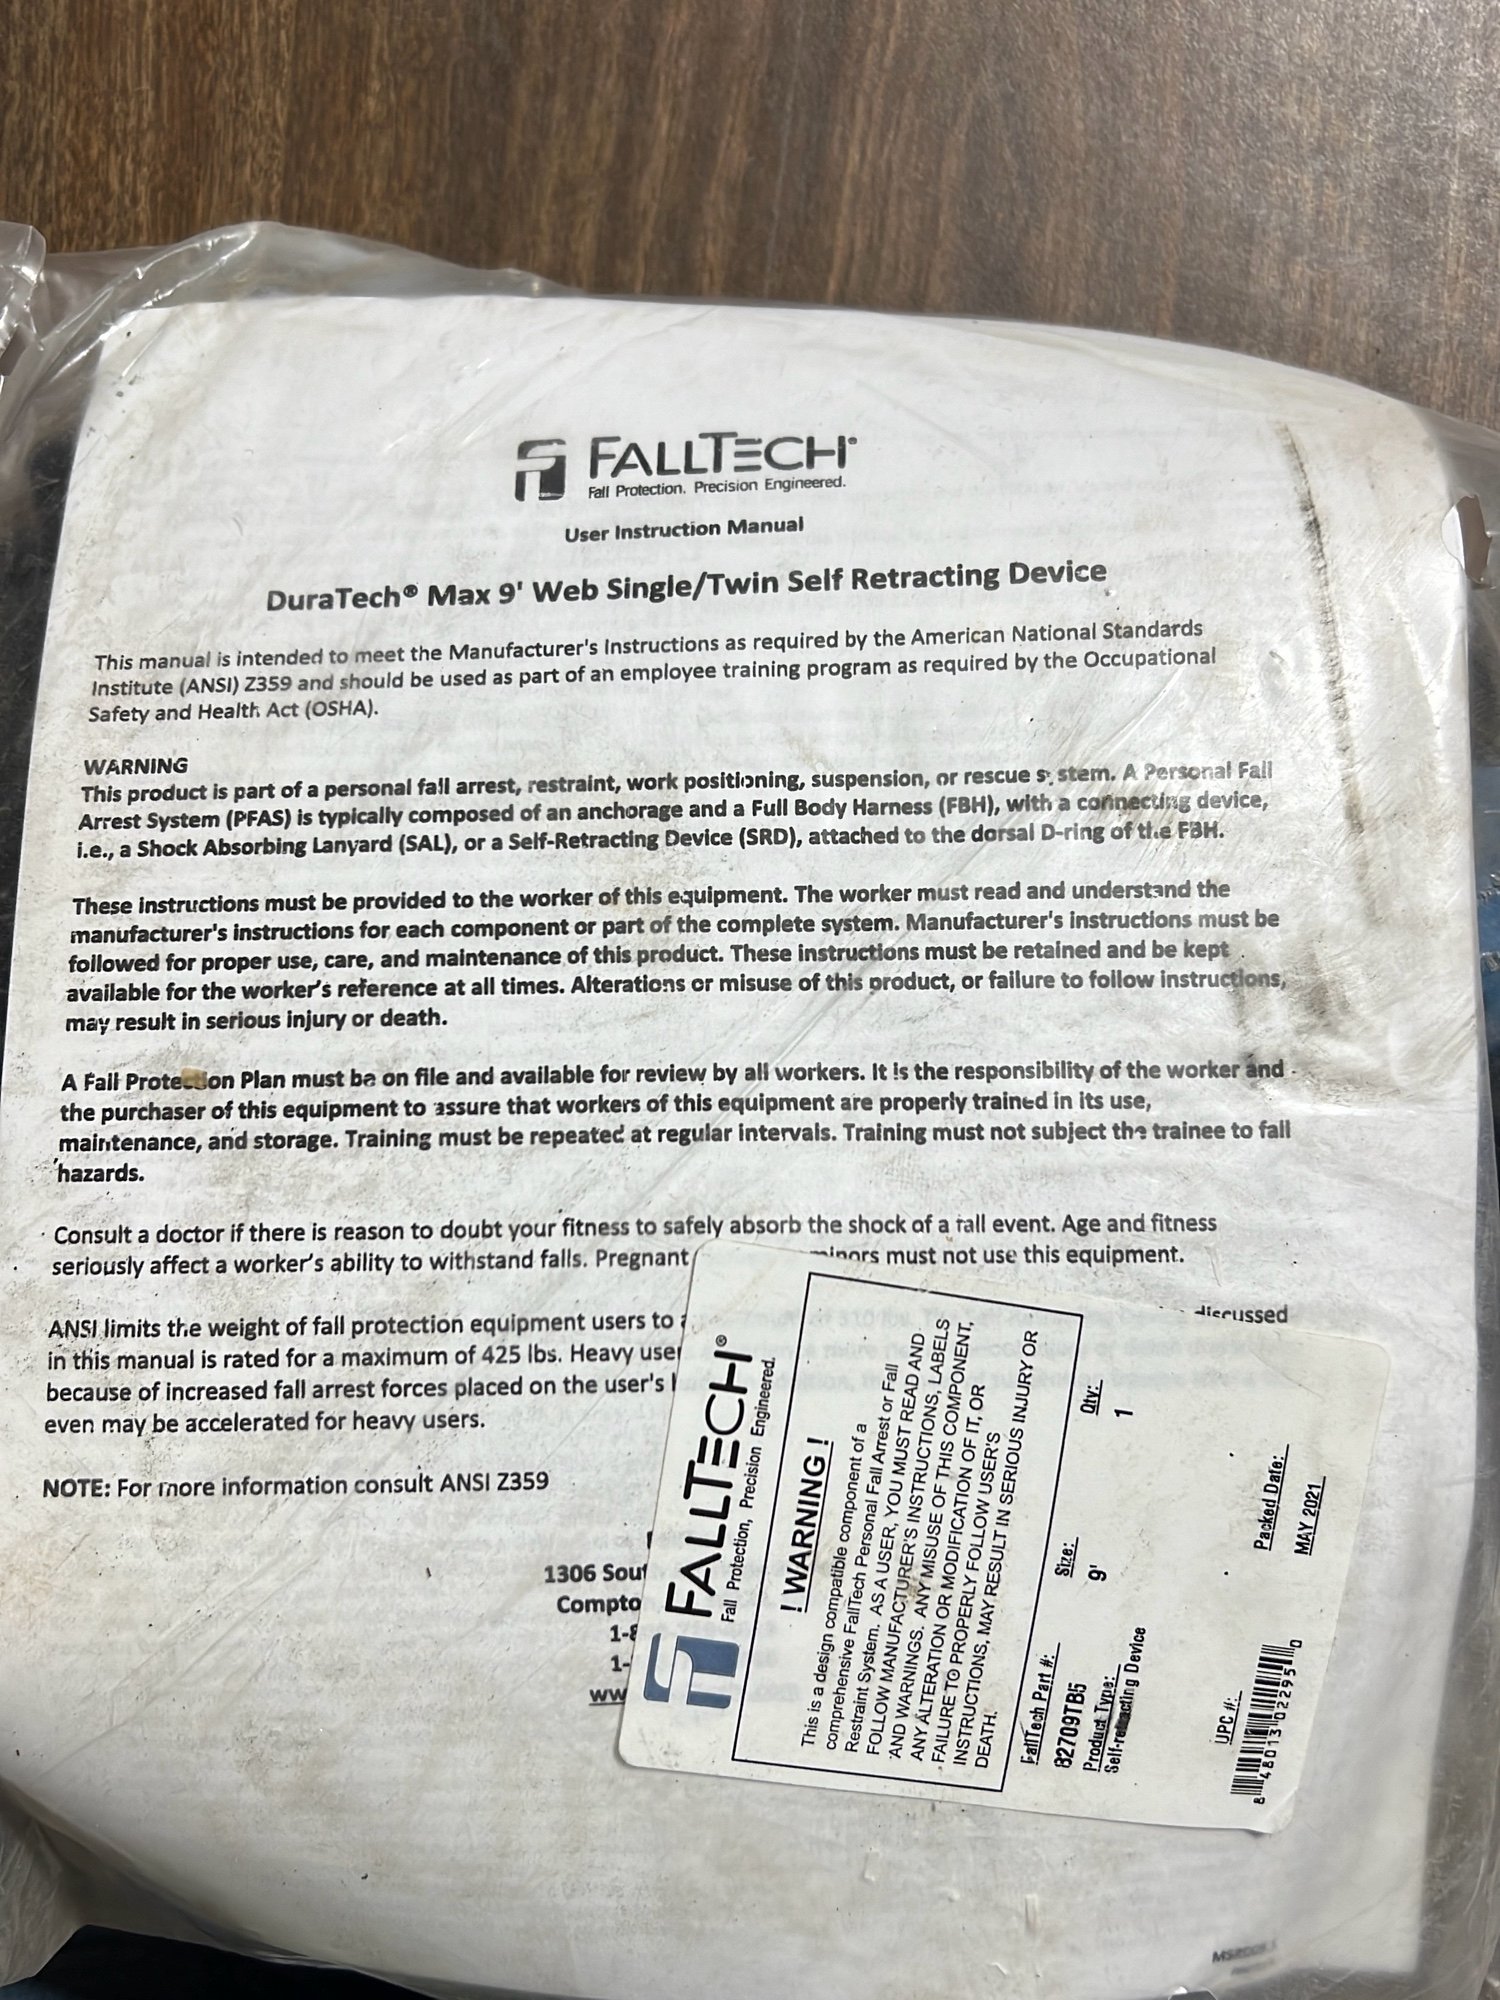 FALLTECH®
Fall Protection. Precision Engineered.
User Instruction Manual
DuraTech® Max 9' Web Single/Twin Self Retracting Device
This manual is intended to meet the Manufacturer's Instructions as required by the American National Standards
Institute (ANSI) Z359 and should be used as part of an employee training program as required by the Occupational
Safety and Health Act (OSHA).
WARNING
This product is part of a personal fall arrest, restraint, work positioning, suspension, or rescue system. A Personal Fall
Arrest System (PFAS) is typically composed of an anchorage and a Full Body Harness (FBH), with a connecting device,
i.e., a Shock Absorbing Lanyard (SAL), or a Self-Retracting Device (SRD), attached to the dorsal D-ring of the FBH.
These instructions must be provided to the worker of this equipment. The worker must read and understand the
manufacturer's instructions for each component or part of the complete system. Manufacturer's instructions must be
followed for proper use, care, and maintenance of this product. These instructions must be retained and be kept
available for the worker's reference at all times. Alterations or misuse of this product, or failure to follow instructions,
may result in serious injury or death.
A Fall Protection Plan must be on file and available for review by all workers. It is the responsibility of the worker and
the purchaser of this equipment to assure that workers of this equipment are properly trained in its use,
maintenance, and storage. Training must be repeated at regular intervals. Training must not subject the trainee to fall
hazards.
Consult a doctor if there is reason to doubt your fitness to safely absorb the shock of a fall event. Age and fitness
seriously affect a worker's ability to withstand falls. Pregnant minors must not use this equipment.
ANSI limits the weight of fall protection equipment users to discussed
in this manual is rated for a maximum of 425 lbs. Heavy
because of increased fall arrest forces placed on the user's
even may be accelerated for heavy users.
NOTE: For more information consult ANSI Z359
1306 Sou
Compto
1-8
1-
ww
FALLTECH®
Fall Protection, Precision Engineered.
! WARNING !
This is a design compatible component of a
comprehensive FallTech Personal Fall Arrest or Fall
Restraint System. AS A USER, YOU MUST READ AND
FOLLOW MANUFACTURER'S INSTRUCTIONS, LABELS
AND WARNINGS. ANY MISUSE OF THIS COMPONENT,
ANY ALTERATION OR MODIFICATION OF IT, OR
FAILURE TO PROPERLY FOLLOW USER'S
INSTRUCTIONS, MAY RESULT IN SERIOUS INJURY OR
DEATH.
FallTech Part #: Size: Qty:
82709TB5 9' 1
Product Type:
Self-retracting Device
UPC #: Packed Date:
8 48013 02295 0 MAY 2021